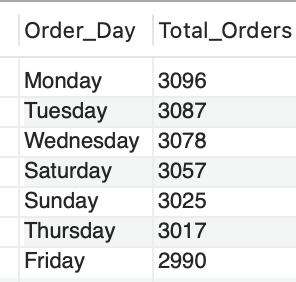 Order_Day Total_Orders
Monday 3096
Tuesday 3087
Wednesday 3078
Saturday 3057
Sunday 3025
Thursday 3017
Friday 2990